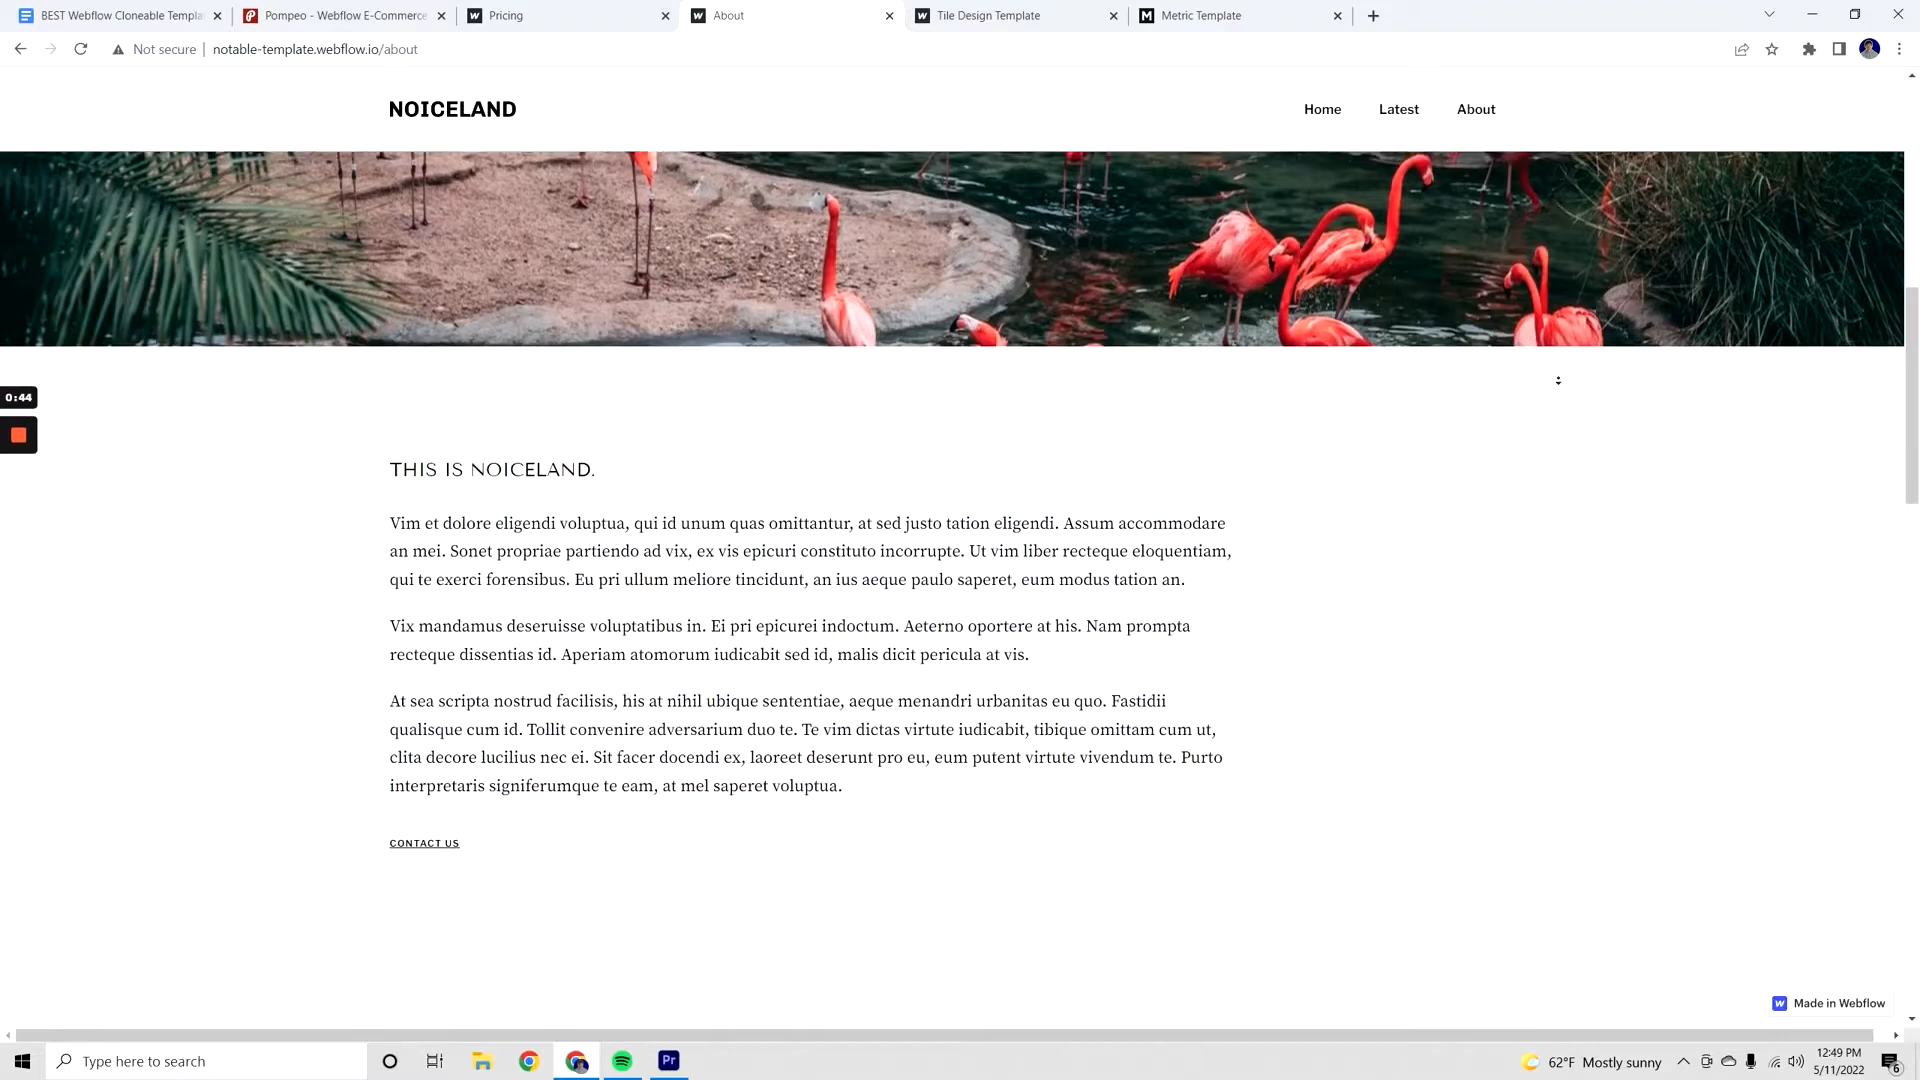 BEST Webflow Cloneable Templa
Pompeo - Webflow E-Commerce
Pricing
About
Tile Design Template
Metric Template
Not secure
notable-template.webflow.io/about
NOICELAND
Home
Latest
About
0:44
THIS IS NOICELAND.
Vim et dolore eligendi voluptua, qui id unum quas omittantur, at sed justo tation eligendi. Assum accommodare
an mei. Sonet propriae partiendo ad vix, ex vis epicuri constituto incorrupte. Ut vim liber recteque eloquentiam,
qui te exerci forensibus. Eu pri ullum meliore tincidunt, an ius aeque paulo saperet, eum modus tation an.
Vix mandamus deseruisse voluptatibus in. Ei pri epicurei indoctum. Aeterno oportere at his. Nam prompta
recteque dissentias id. Aperiam atomorum iudicabit sed id, malis dicit pericula at vis.
At sea scripta nostrud facilisis, his at nihil ubique sententiae, aeque menandri urbanitas eu quo. Fastidii
qualisque cum id. Tollit convenire adversarium duo te. Te vim dictas virtute iudicabit, tibique omittam cum ut,
clita decore lucilius nec ei. Sit facer docendi ex, laoreet deserunt pro eu, eum putent virtute vivendum te. Purto
interpretaris signiferumque te eam, at mel saperet voluptua.
CONTACT US
Made in Webflow
Type here to search
Pr
62°F Mostly sunny
12:49 PM
5/11/2022
6